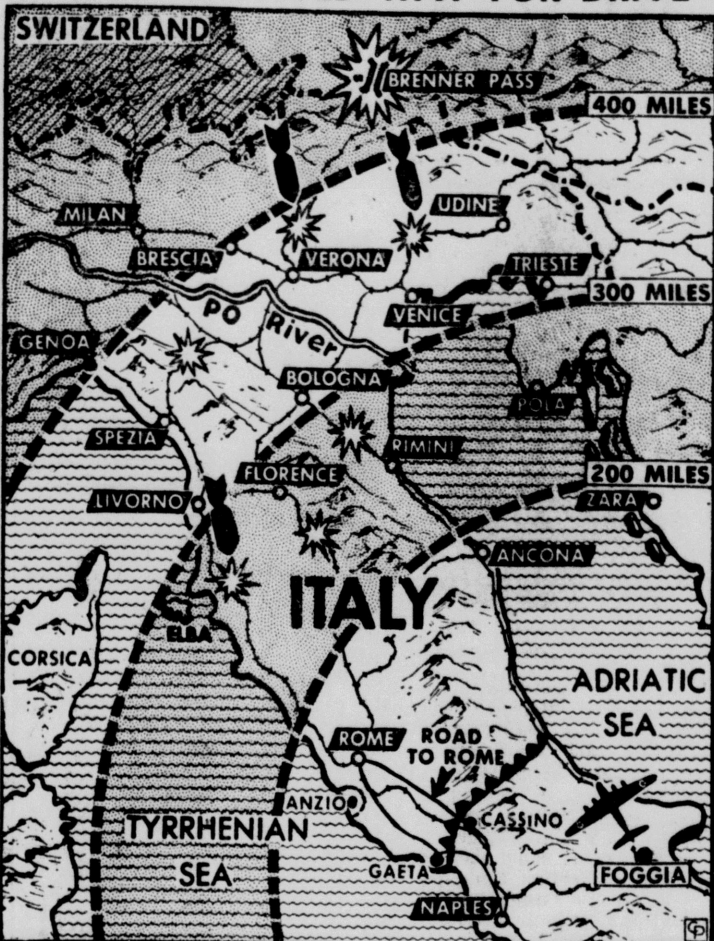 SWITZERLAND
BRENNER PASS
400 MILES
MILAN
UDINE
BRESCIA
VERONA
TRIESTE
300 MILES
PO River
VENICE
GENOA
BOLOGNA
POLA
SPEZIA
RIMINI
FLORENCE
200 MILES
LIVORNO
ZARA
ANCONA
ITALY
ELBA
CORSICA
ADRIATIC
SEA
ROME
ROAD
TO ROME
ANZIO
TYRRHENIAN
SEA
CASSINO
GAETA
FOGGIA
NAPLES
CP